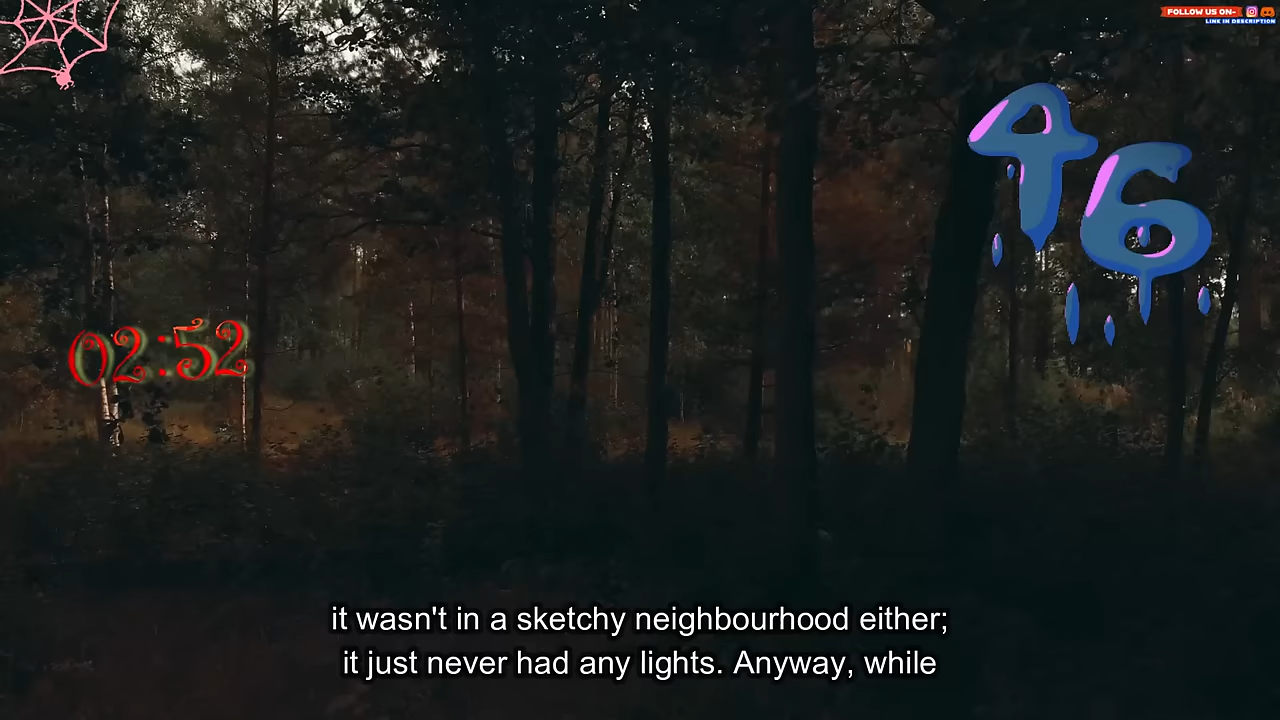 FOLLOW US ON-
LINK IN DESCRIPTION
46
02:52
it wasn't in a sketchy neighbourhood either;
it just never had any lights. Anyway, while